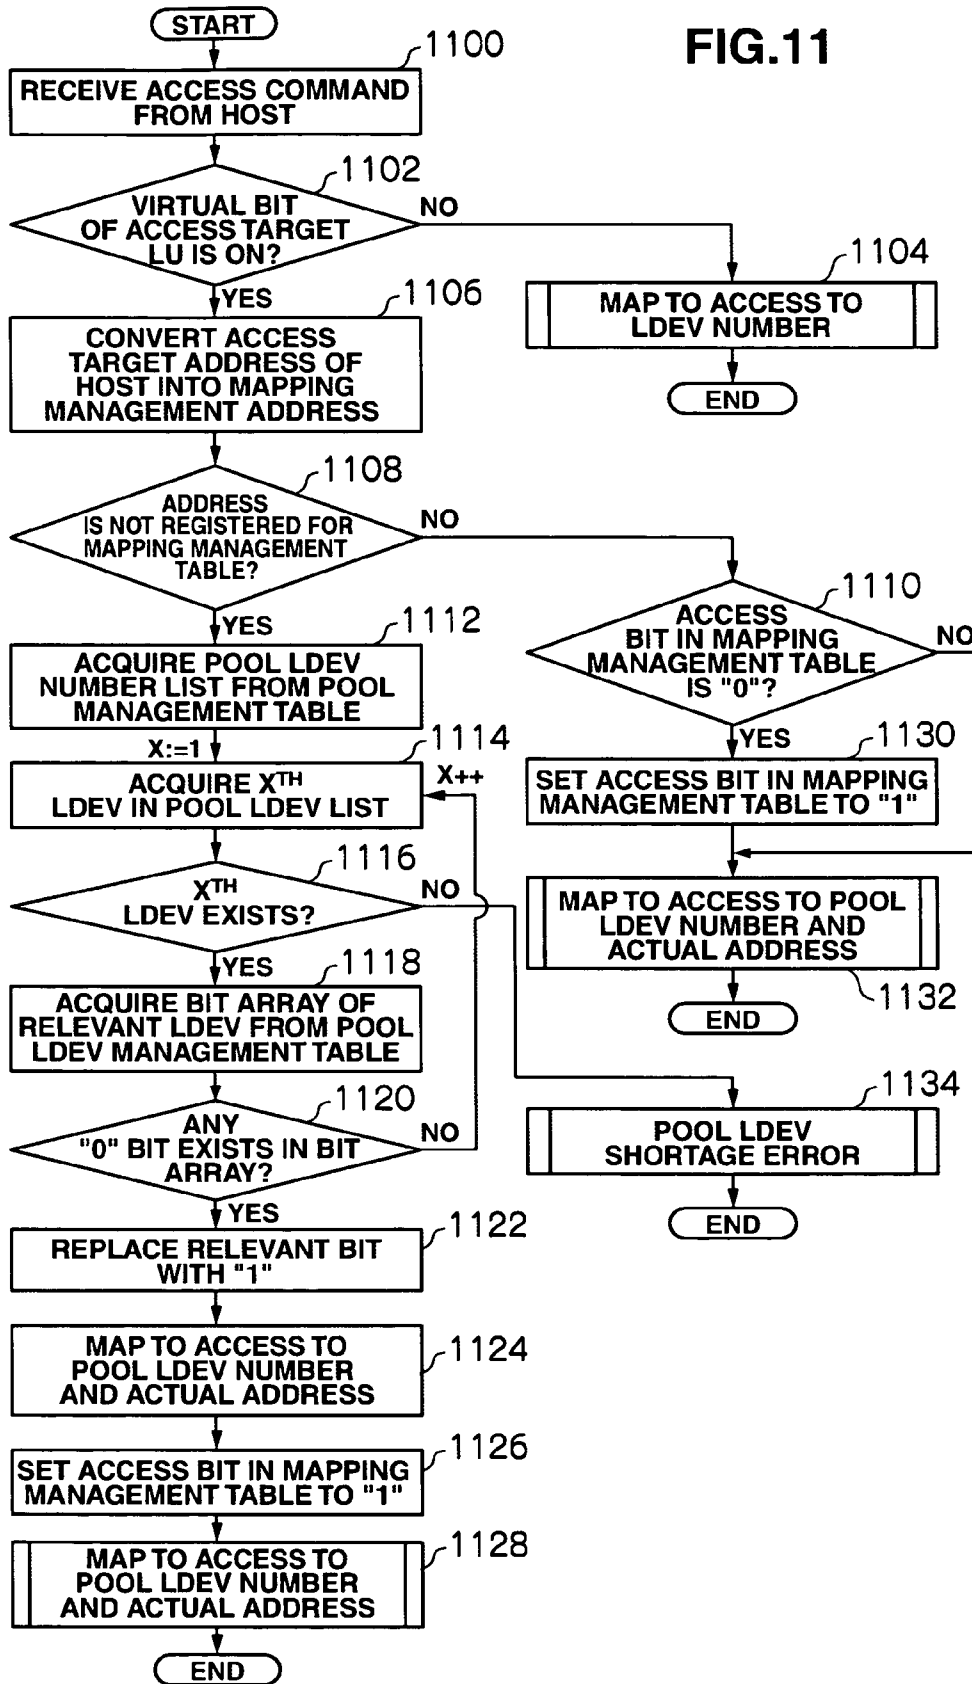 FIG.11
START
1100
RECEIVE ACCESS COMMAND
FROM HOST
1102
VIRTUAL BIT
OF ACCESS TARGET
LU IS ON?
NO
YES
1104
MAP TO ACCESS TO
LDEV NUMBER
END
1106
CONVERT ACCESS
TARGET ADDRESS OF
HOST INTO MAPPING
MANAGEMENT ADDRESS
1108
ADDRESS
IS NOT REGISTERED FOR
MAPPING MANAGEMENT
TABLE?
NO
YES
1110
ACCESS
BIT IN MAPPING
MANAGEMENT TABLE
IS "0"?
NO
YES
1112
ACQUIRE POOL LDEV
NUMBER LIST FROM POOL
MANAGEMENT TABLE
X:=1
1114
X++
ACQUIRE XTH
LDEV IN POOL LDEV LIST
1130
SET ACCESS BIT IN MAPPING
MANAGEMENT TABLE TO "1"
1116
XTH
LDEV EXISTS?
NO
YES
MAP TO ACCESS TO POOL
LDEV NUMBER AND
ACTUAL ADDRESS
1132
END
1118
ACQUIRE BIT ARRAY OF
RELEVANT LDEV FROM POOL
LDEV MANAGEMENT TABLE
1120
ANY
"0" BIT EXISTS IN BIT
ARRAY?
NO
YES
1134
POOL LDEV
SHORTAGE ERROR
END
1122
REPLACE RELEVANT BIT
WITH "1"
1124
MAP TO ACCESS TO
POOL LDEV NUMBER
AND ACTUAL ADDRESS
1126
SET ACCESS BIT IN MAPPING
MANAGEMENT TABLE TO "1"
1128
MAP TO ACCESS TO
POOL LDEV NUMBER
AND ACTUAL ADDRESS
END